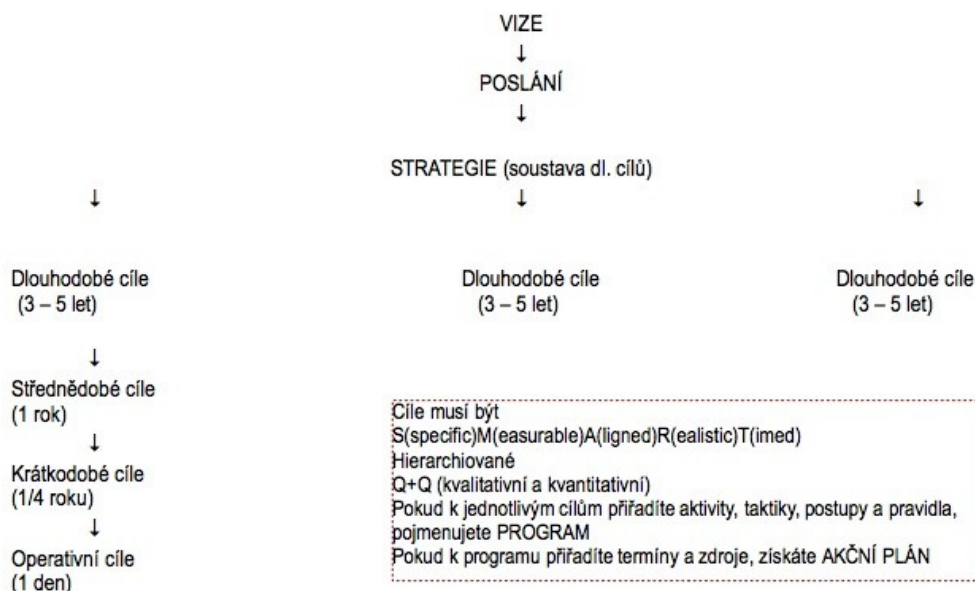 VIZE
↓
POSLÁNÍ
↓
STRATEGIE (soustava dl. cílů)
↓ ↓ ↓
Dlouhodobé cíle Dlouhodobé cíle Dlouhodobé cíle
(3 – 5 let) (3 – 5 let) (3 – 5 let)
↓
Střednědobé cíle
(1 rok)
↓
Krátkodobé cíle
(1/4 roku)
↓
Operativní cíle
(1 den)
Cíle musí být
S(specific)M(easurable)A(ligned)R(ealistic)T(imed)
Hierarchiované
Q+Q (kvalitativní a kvantitativní)
Pokud k jednotlivým cílům přiřadíte aktivity, taktiky, postupy a pravidla,
pojmenujete PROGRAM
Pokud k programu přiřadíte termíny a zdroje, získáte AKČNÍ PLÁN